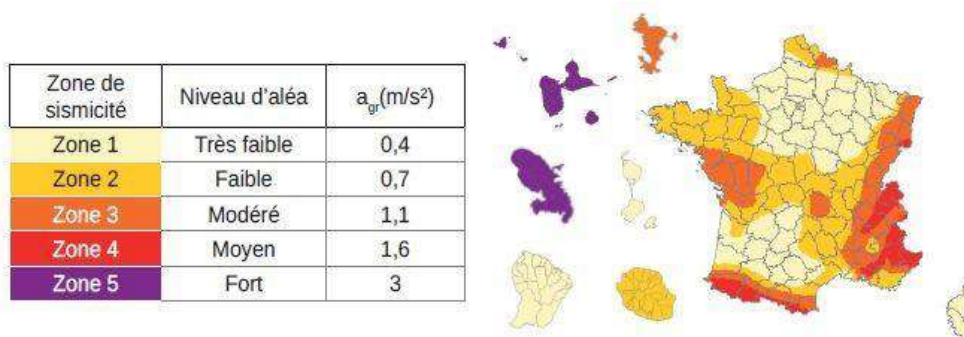 Zone de sismicité Niveau d'aléa a_gr(m/s²)
Zone 1 Très faible 0,4
Zone 2 Faible 0,7
Zone 3 Modéré 1,1
Zone 4 Moyen 1,6
Zone 5 Fort 3